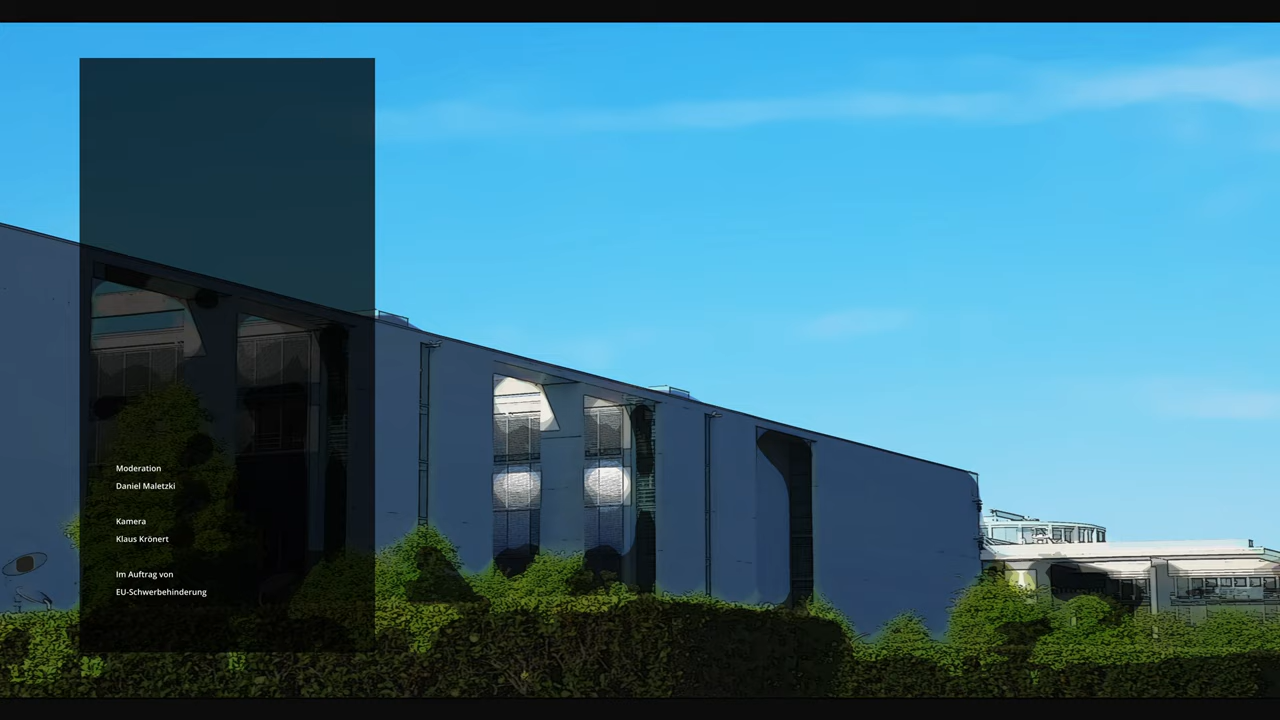 Moderation
Daniel Maletzki
Kamera
Klaus Krönert
Im Auftrag von
EU-Schwerbehinderung